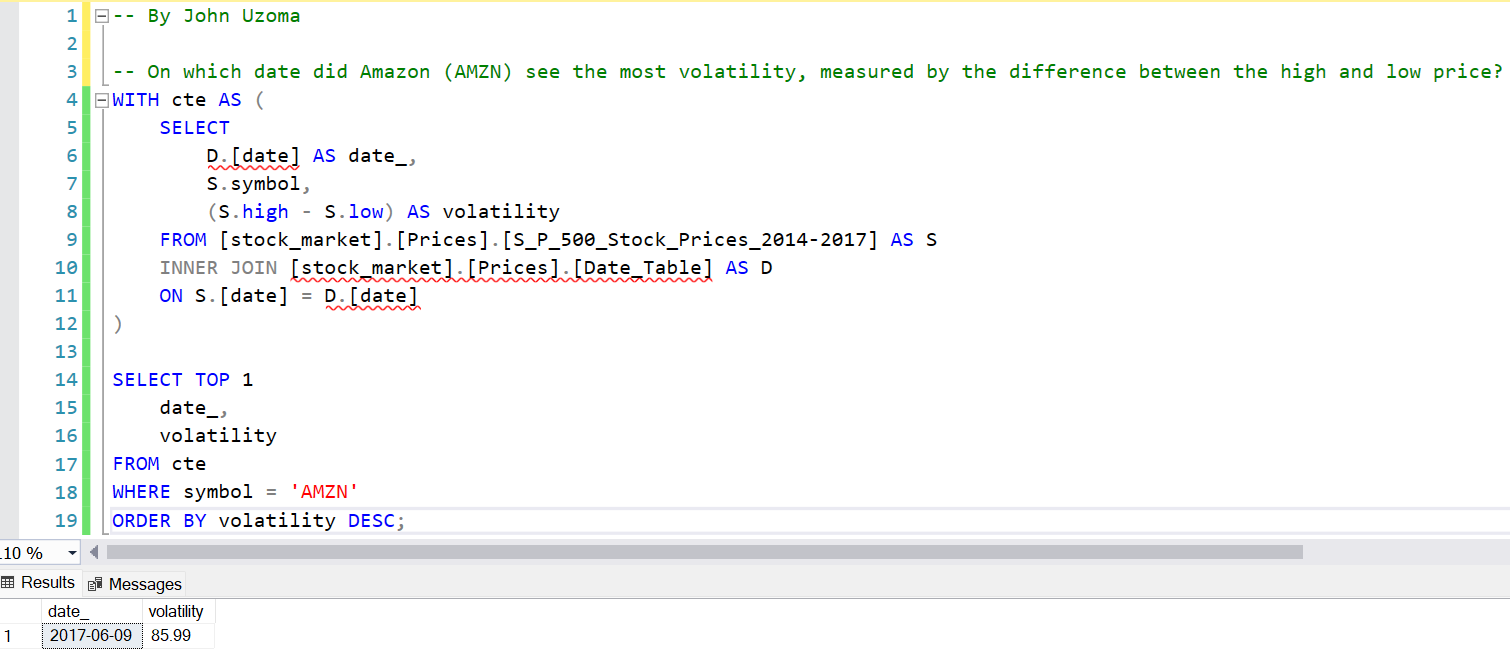 1 -- By John Uzoma
2
3 -- On which date did Amazon (AMZN) see the most volatility, measured by the difference between the high and low price?
4 WITH cte AS (
5 SELECT
6 D.[date] AS date_,
7 S.symbol,
8 (S.high - S.low) AS volatility
9 FROM [stock_market].[Prices].[S_P_500_Stock_Prices_2014-2017] AS S
10 INNER JOIN [stock_market].[Prices].[Date_Table] AS D
11 ON S.[date] = D.[date]
12 )
13
14 SELECT TOP 1
15 date_,
16 volatility
17 FROM cte
18 WHERE symbol = 'AMZN'
19 ORDER BY volatility DESC;
10 %
Results Messages
date_ volatility
1 2017-06-09 85.99